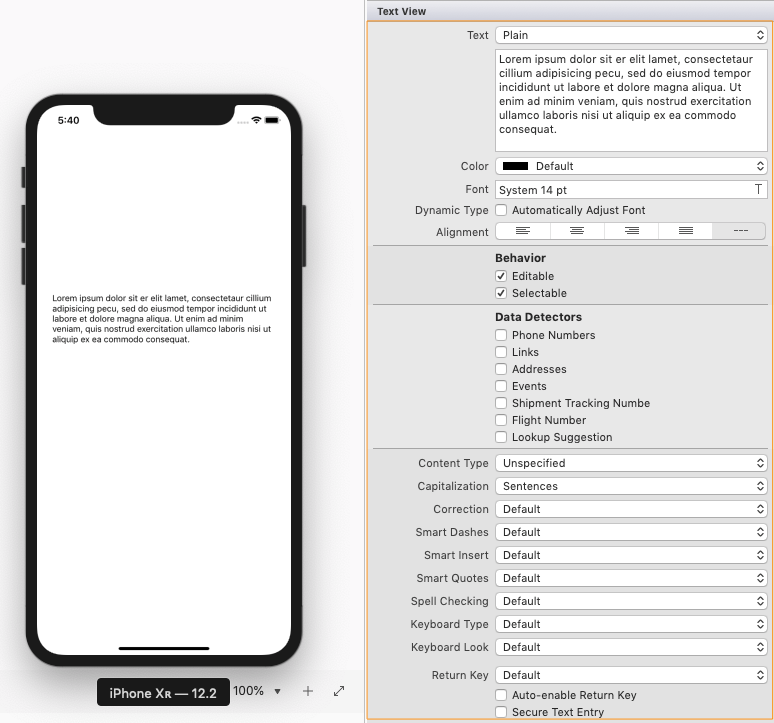 5:40
Lorem ipsum dolor sit er elit lamet, consectetaur cillium
adipisicing pecu, sed do eiusmod tempor incididunt ut
labore et dolore magna aliqua. Ut enim ad minim
veniam, quis nostrud exercitation ullamco laboris nisi ut
aliquip ex ea commodo consequat.
iPhone XR — 12.2
100%
Text View
Text Plain
Lorem ipsum dolor sit er elit lamet, consectetaur
cillium adipisicing pecu, sed do eiusmod tempor
incididunt ut labore et dolore magna aliqua. Ut
enim ad minim veniam, quis nostrud exercitation
ullamco laboris nisi ut aliquip ex ea commodo
consequat.
Color Default
Font System 14 pt T
Dynamic Type Automatically Adjust Font
Alignment ---
Behavior
Editable
Selectable
Data Detectors
Phone Numbers
Links
Addresses
Events
Shipment Tracking Numbe
Flight Number
Lookup Suggestion
Content Type Unspecified
Capitalization Sentences
Correction Default
Smart Dashes Default
Smart Insert Default
Smart Quotes Default
Spell Checking Default
Keyboard Type Default
Keyboard Look Default
Return Key Default
Auto-enable Return Key
Secure Text Entry